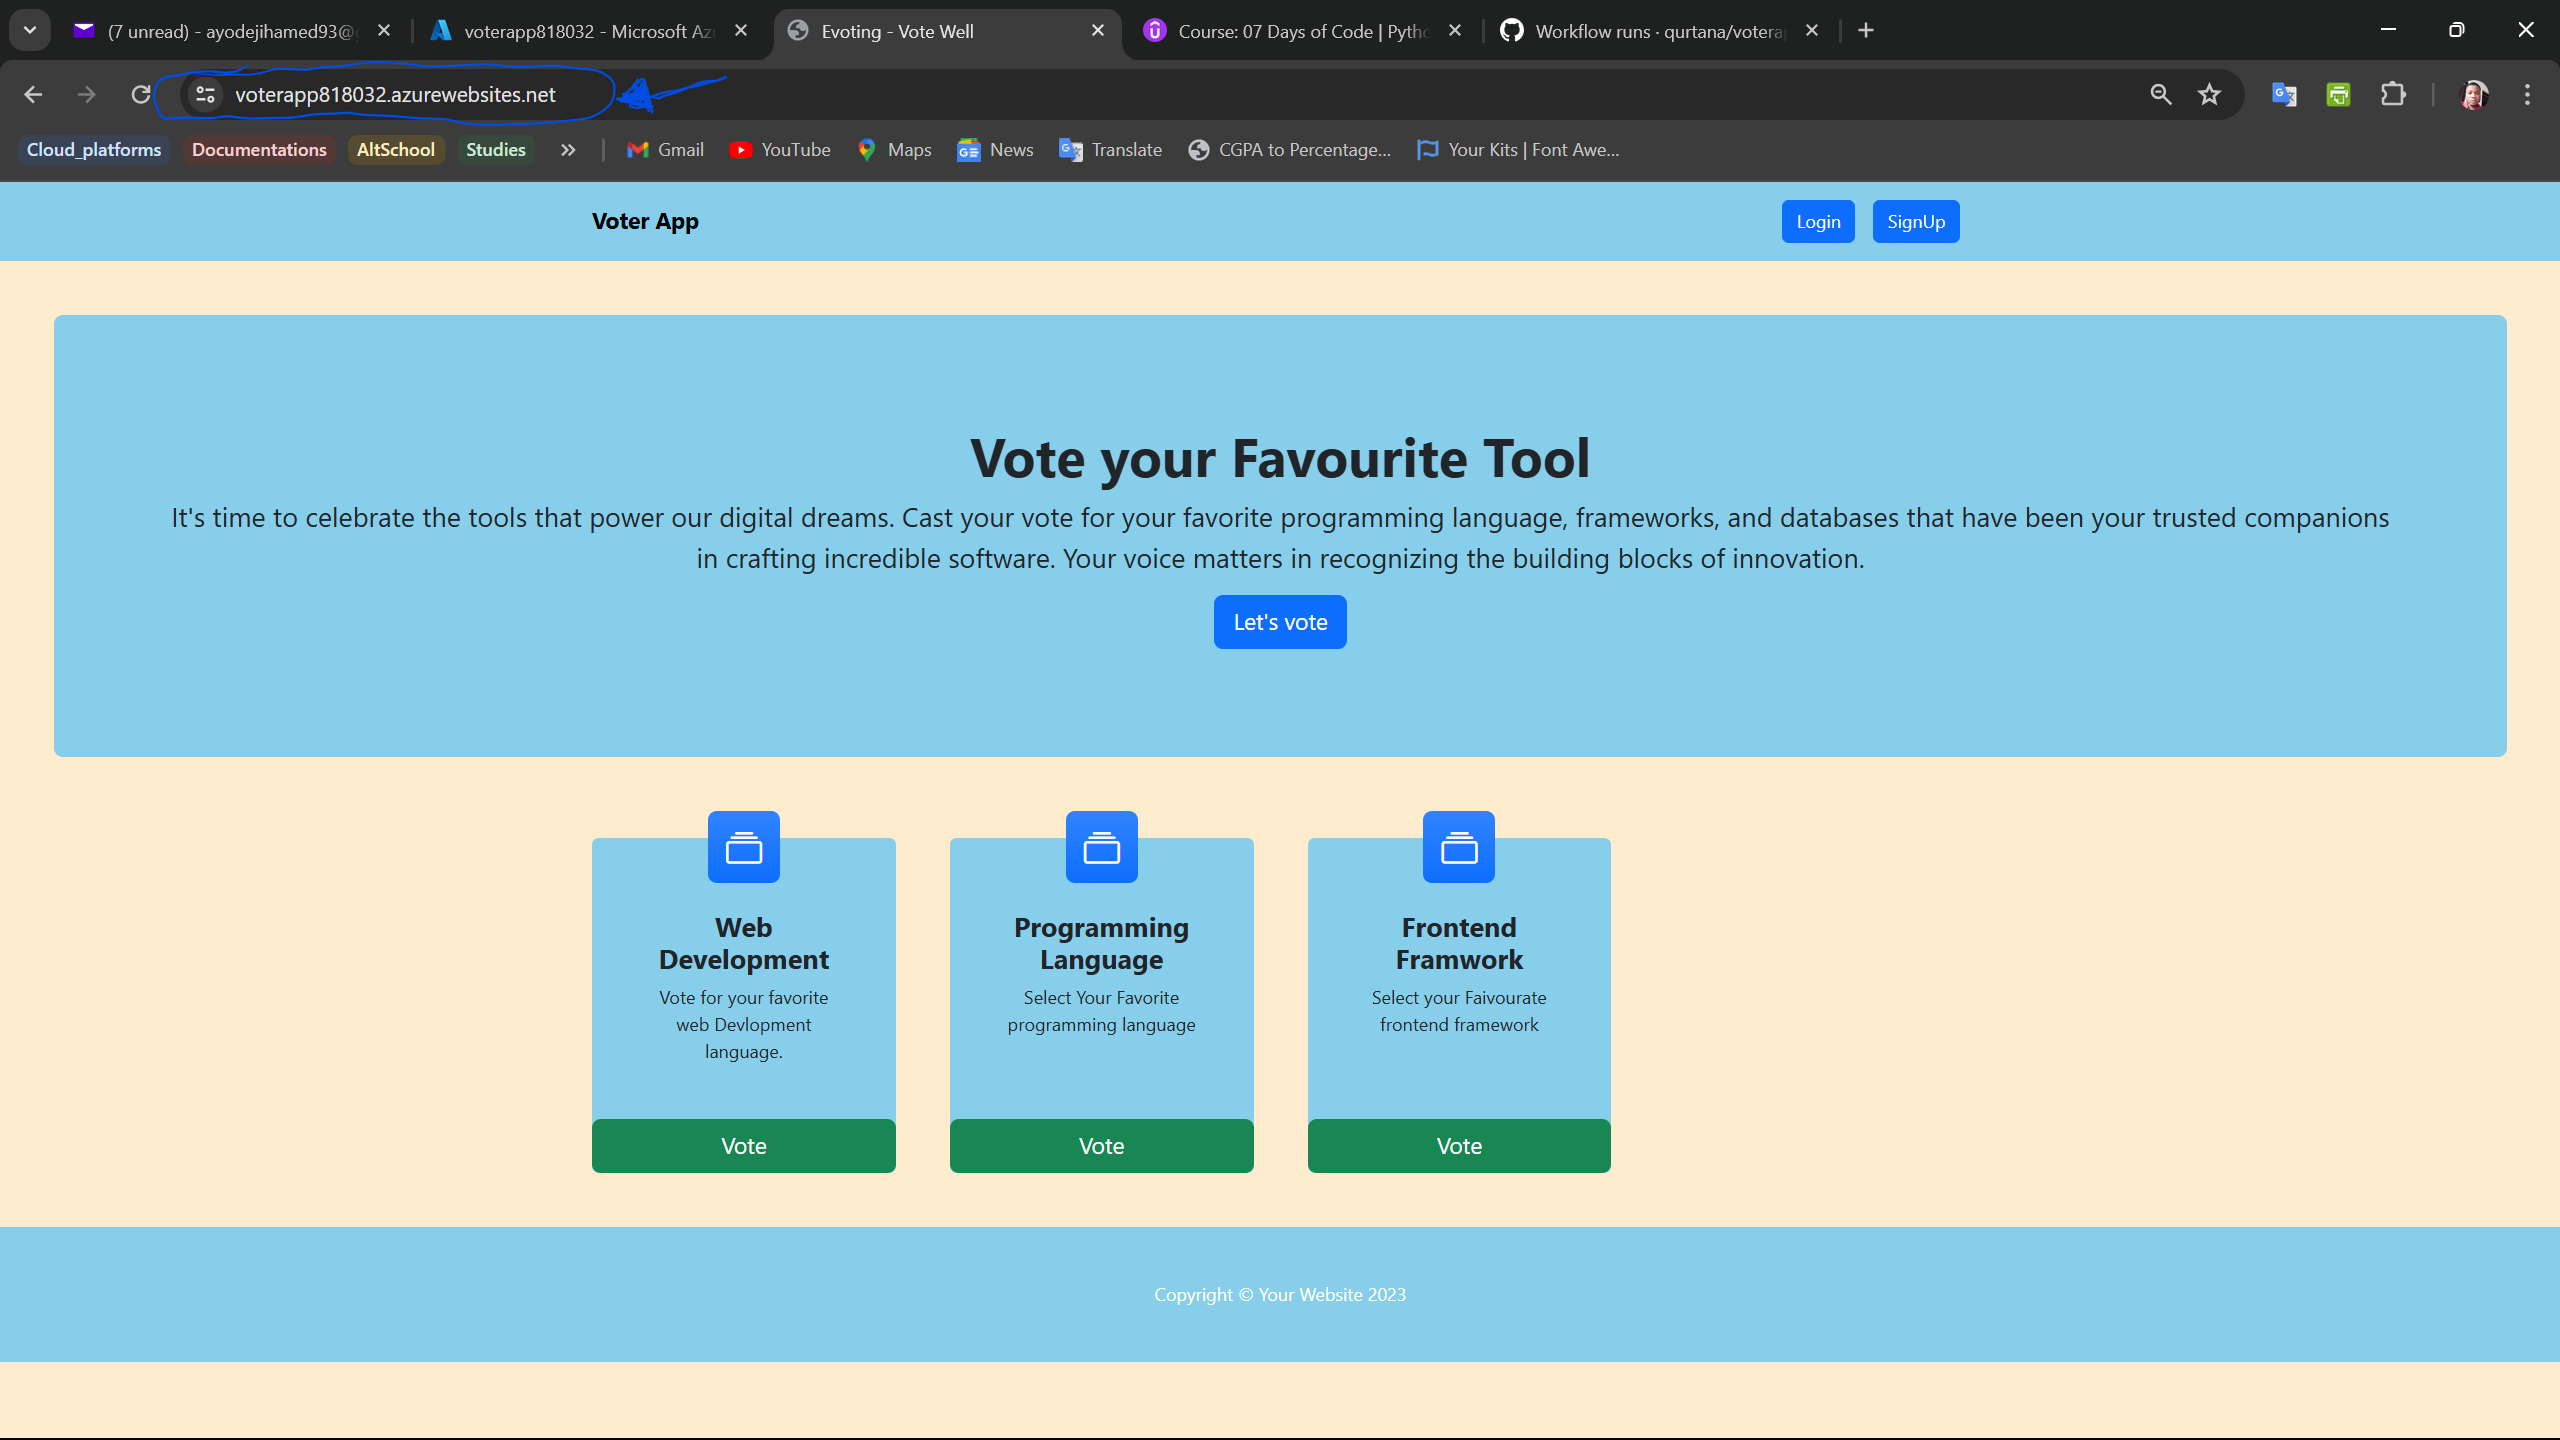 (7 unread) - ayodejihamed93@
voterapp818032 - Microsoft Az
Evoting - Vote Well
Course: 07 Days of Code | Pyth
Workflow runs · qurtana/votera
voterapp818032.azurewebsites.net
Cloud_platforms
Documentations
AltSchool
Studies
Gmail
YouTube
Maps
News
Translate
CGPA to Percentage...
Your Kits | Font Awe...
Voter App
Login
SignUp
Vote your Favourite Tool
It's time to celebrate the tools that power our digital dreams. Cast your vote for your favorite programming language, frameworks, and databases that have been your trusted companions
in crafting incredible software. Your voice matters in recognizing the building blocks of innovation.
Let's vote
Web
Development
Vote for your favorite
web Devlopment
language.
Vote
Programming
Language
Select Your Favorite
programming language
Vote
Frontend
Framwork
Select your Faivourate
frontend framework
Vote
Copyright © Your Website 2023